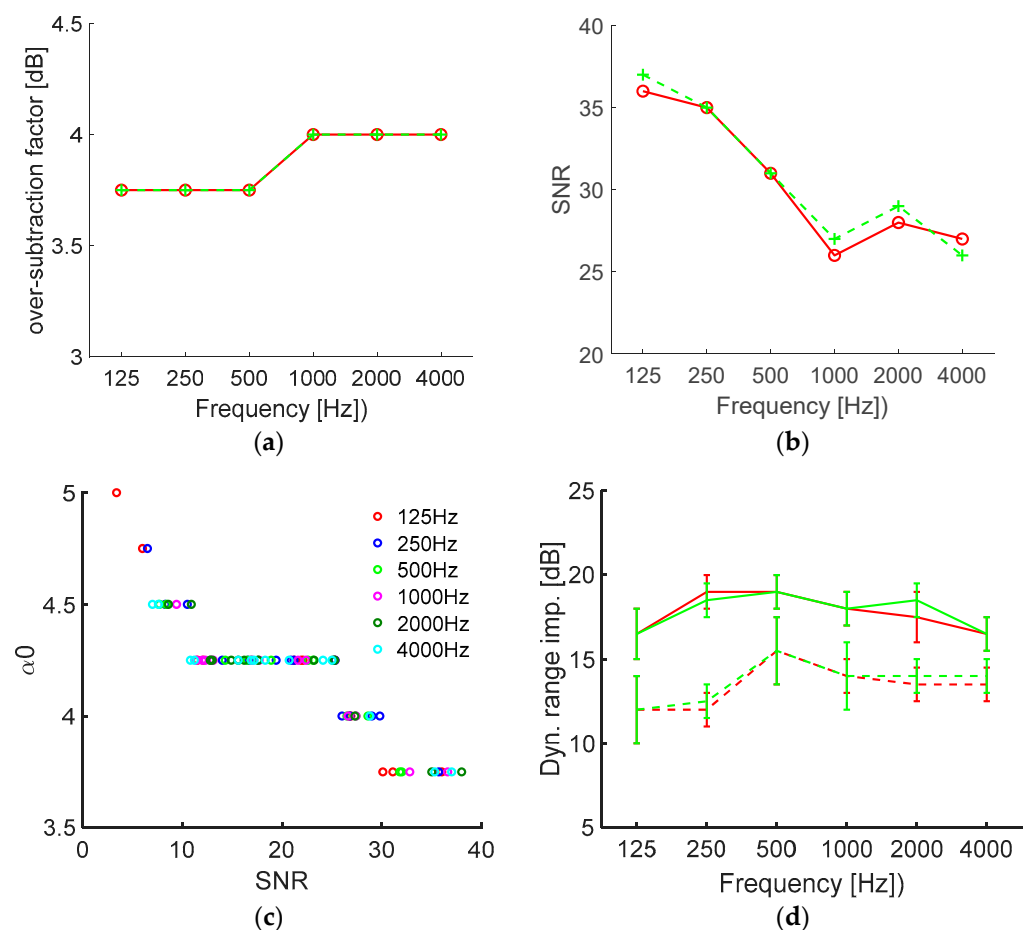 4.5
4
3.5
3
over-subtraction factor [dB]
125 250 500 1000 2000 4000
Frequency [Hz])
(a)
40
35
30
25
20
SNR
125 250 500 1000 2000 4000
Frequency [Hz])
(b)
5
4.5
4
3.5
α0
125Hz
250Hz
500Hz
1000Hz
2000Hz
4000Hz
0 10 20 30 40
SNR
(c)
25
20
15
10
5
Dyn. range imp. [dB]
125 250 500 1000 2000 4000
Frequency [Hz])
(d)